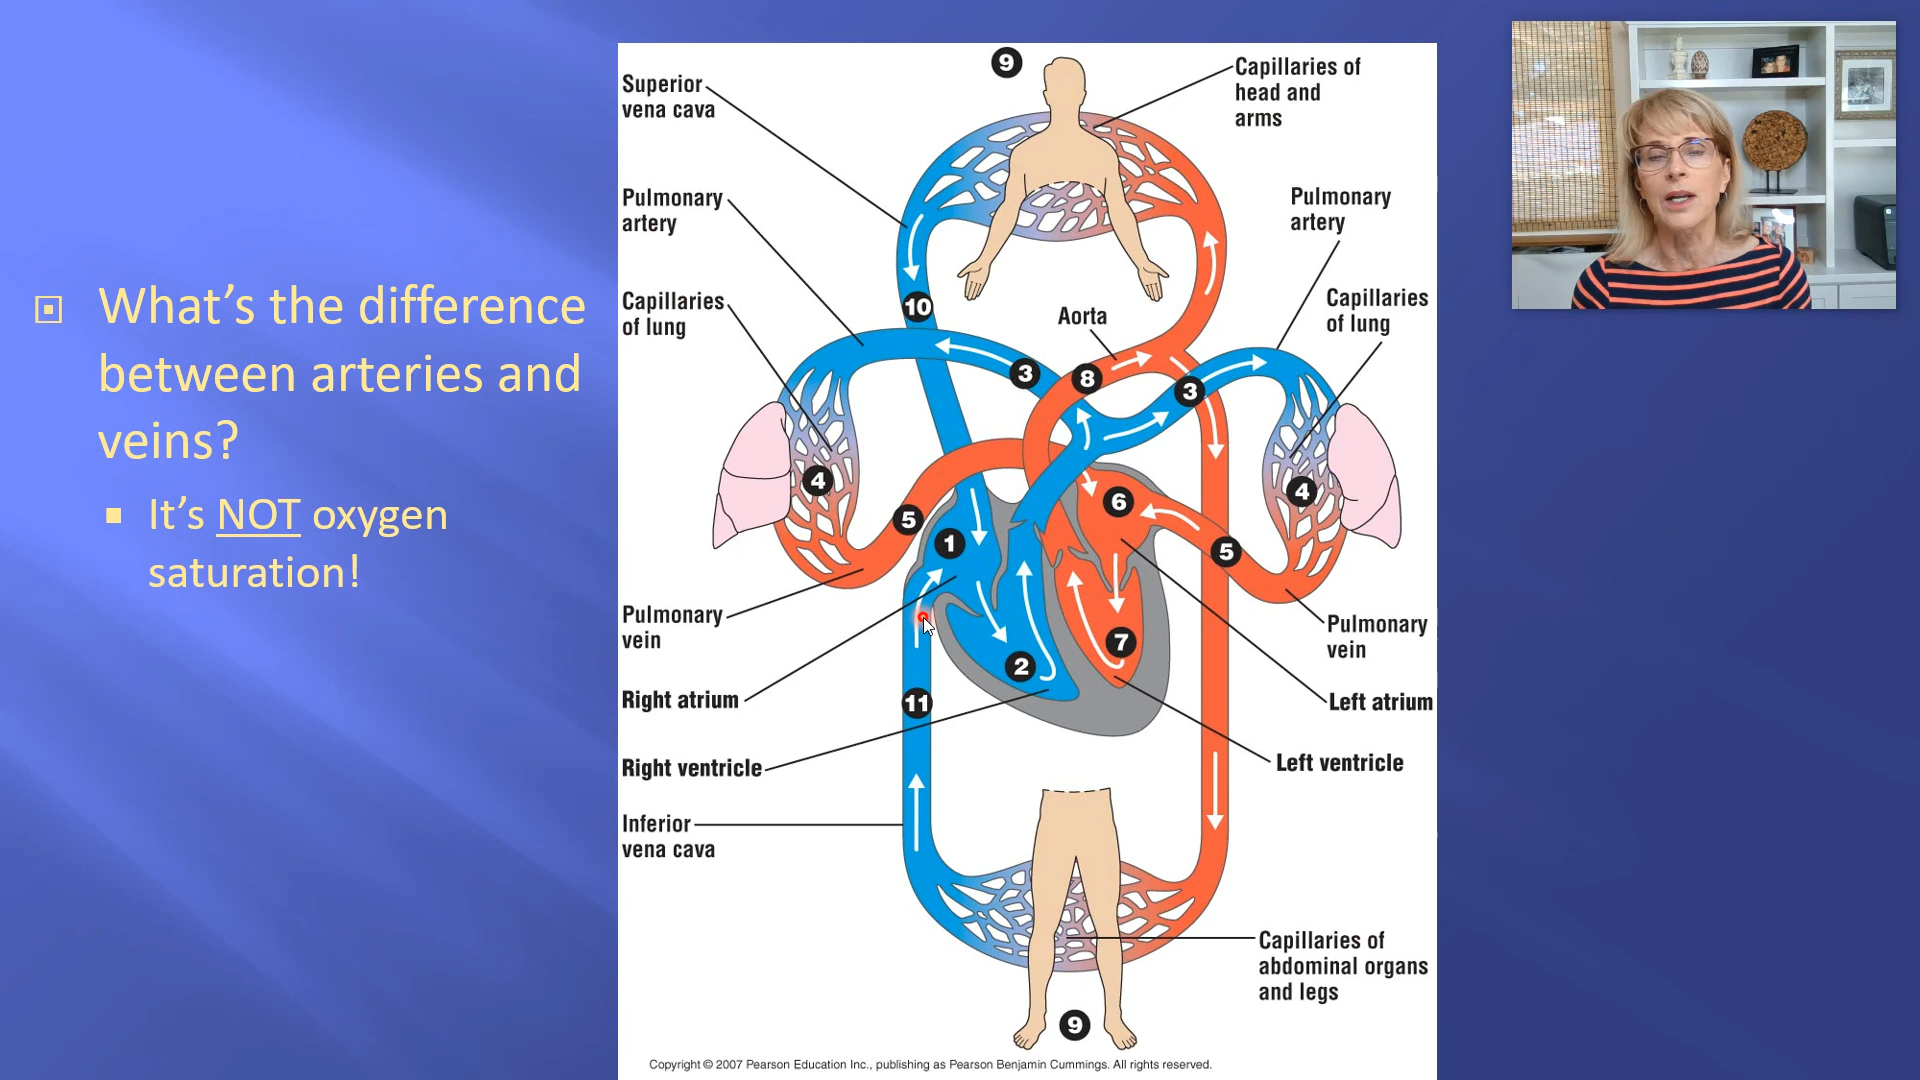 What's the difference
between arteries and
veins?
It's NOT oxygen
saturation!
9
Superior
vena cava
Capillaries of
head and
arms
Pulmonary
artery
Pulmonary
artery
Capillaries
of lung
10
Aorta
Capillaries
of lung
3
8
3
4
4
5
6
1
5
Pulmonary
vein
Pulmonary
vein
7
2
Right atrium
11
Left atrium
Right ventricle
Left ventricle
Inferior
vena cava
Capillaries of
abdominal organs
and legs
9
Copyright © 2007 Pearson Education Inc., publishing as Pearson Benjamin Cummings. All rights reserved.